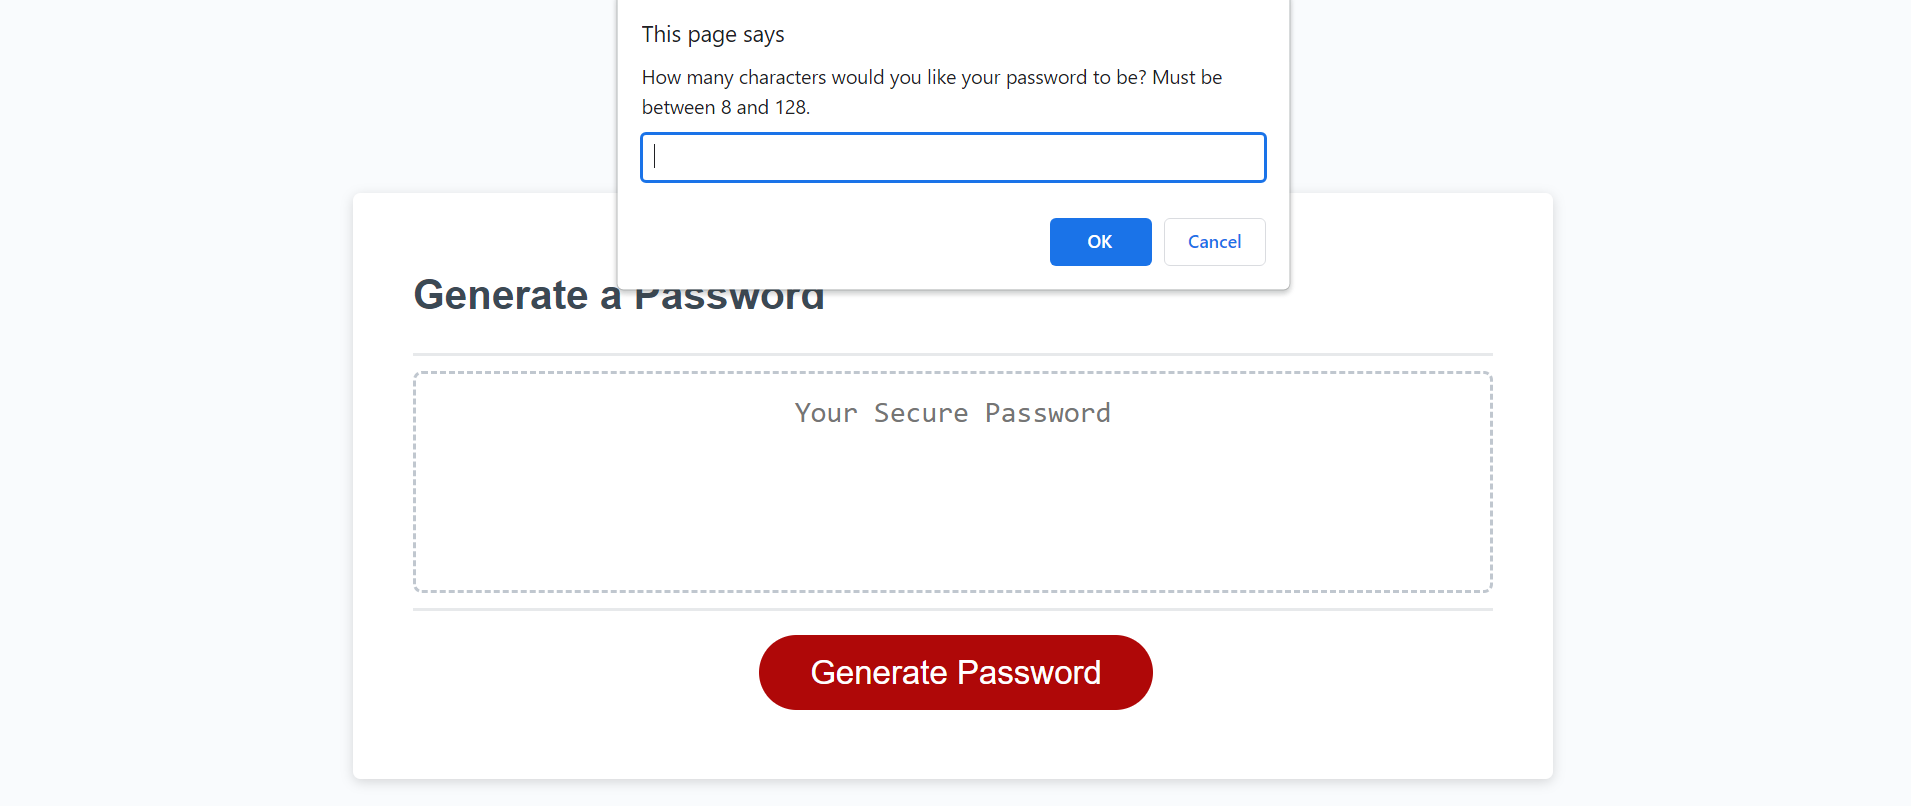 This page says
How many characters would you like your password to be? Must be
between 8 and 128.
OK
Cancel
Generate a Password
Your Secure Password
Generate Password